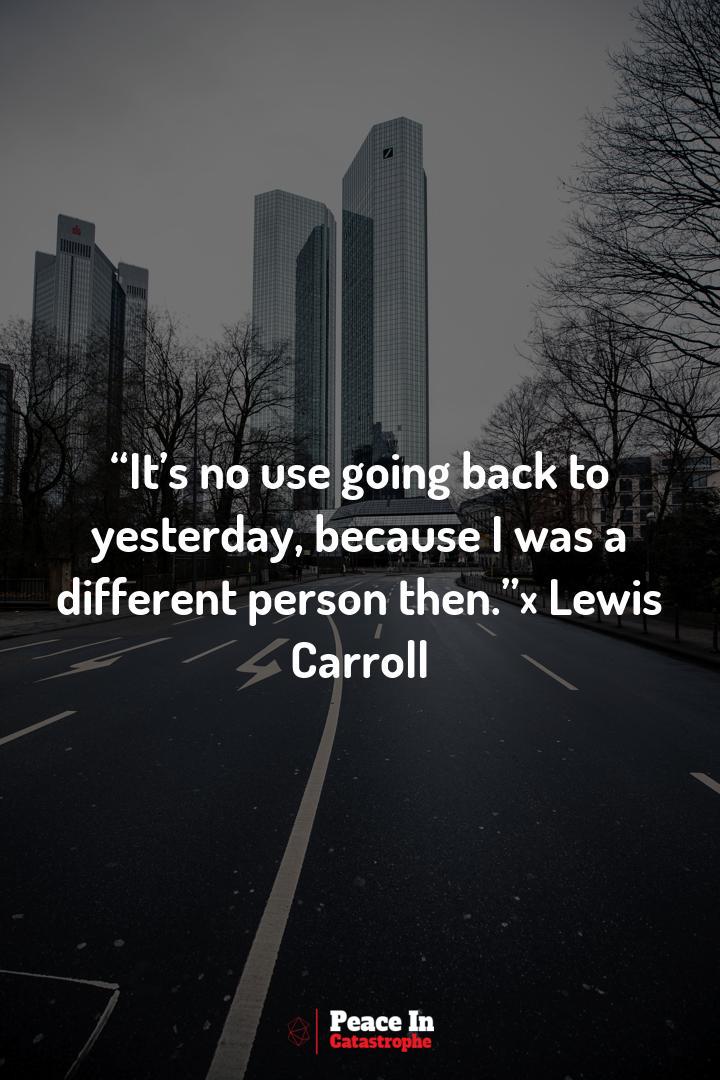 “It’s no use going back to
yesterday, because I was a
different person then.”x Lewis
Carroll
Peace In
Catastrophe